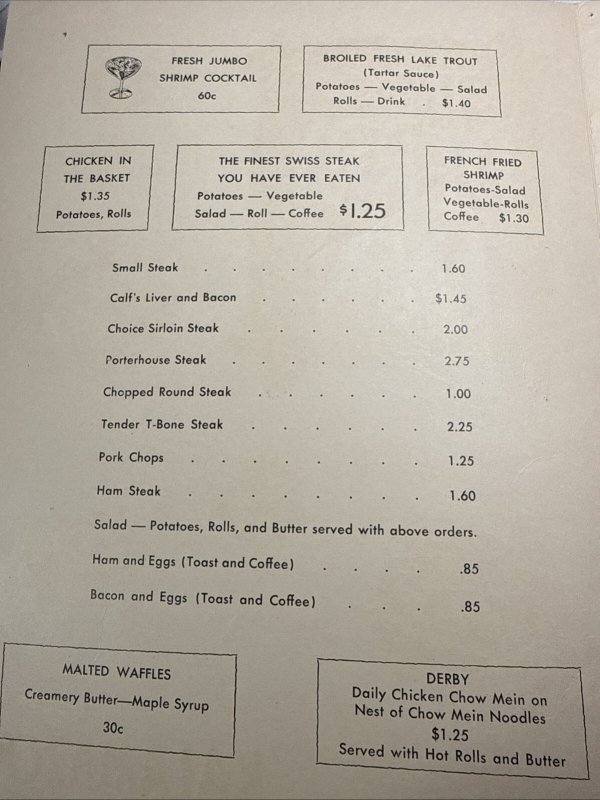 FRESH JUMBO
SHRIMP COCKTAIL
60c
BROILED FRESH LAKE TROUT
(Tartar Sauce)
Potatoes — Vegetable — Salad
Rolls — Drink . $1.40
CHICKEN IN
THE BASKET
$1.35
Potatoes, Rolls
THE FINEST SWISS STEAK
YOU HAVE EVER EATEN
Potatoes — Vegetable
Salad — Roll — Coffee $1.25
FRENCH FRIED
SHRIMP
Potatoes-Salad
Vegetable-Rolls
Coffee $1.30
Small Steak . . . . . . . 1.60
Calf's Liver and Bacon . . . . . $1.45
Choice Sirloin Steak . . . . . . 2.00
Porterhouse Steak . . . . . . 2.75
Chopped Round Steak . . . . . 1.00
Tender T-Bone Steak . . . . . . 2.25
Pork Chops . . . . . . . . 1.25
Ham Steak . . . . . . . . 1.60
Salad — Potatoes, Rolls, and Butter served with above orders.
Ham and Eggs (Toast and Coffee) . . . . .85
Bacon and Eggs (Toast and Coffee) . . . .85
MALTED WAFFLES
Creamery Butter—Maple Syrup
30c
DERBY
Daily Chicken Chow Mein on
Nest of Chow Mein Noodles
$1.25
Served with Hot Rolls and Butter